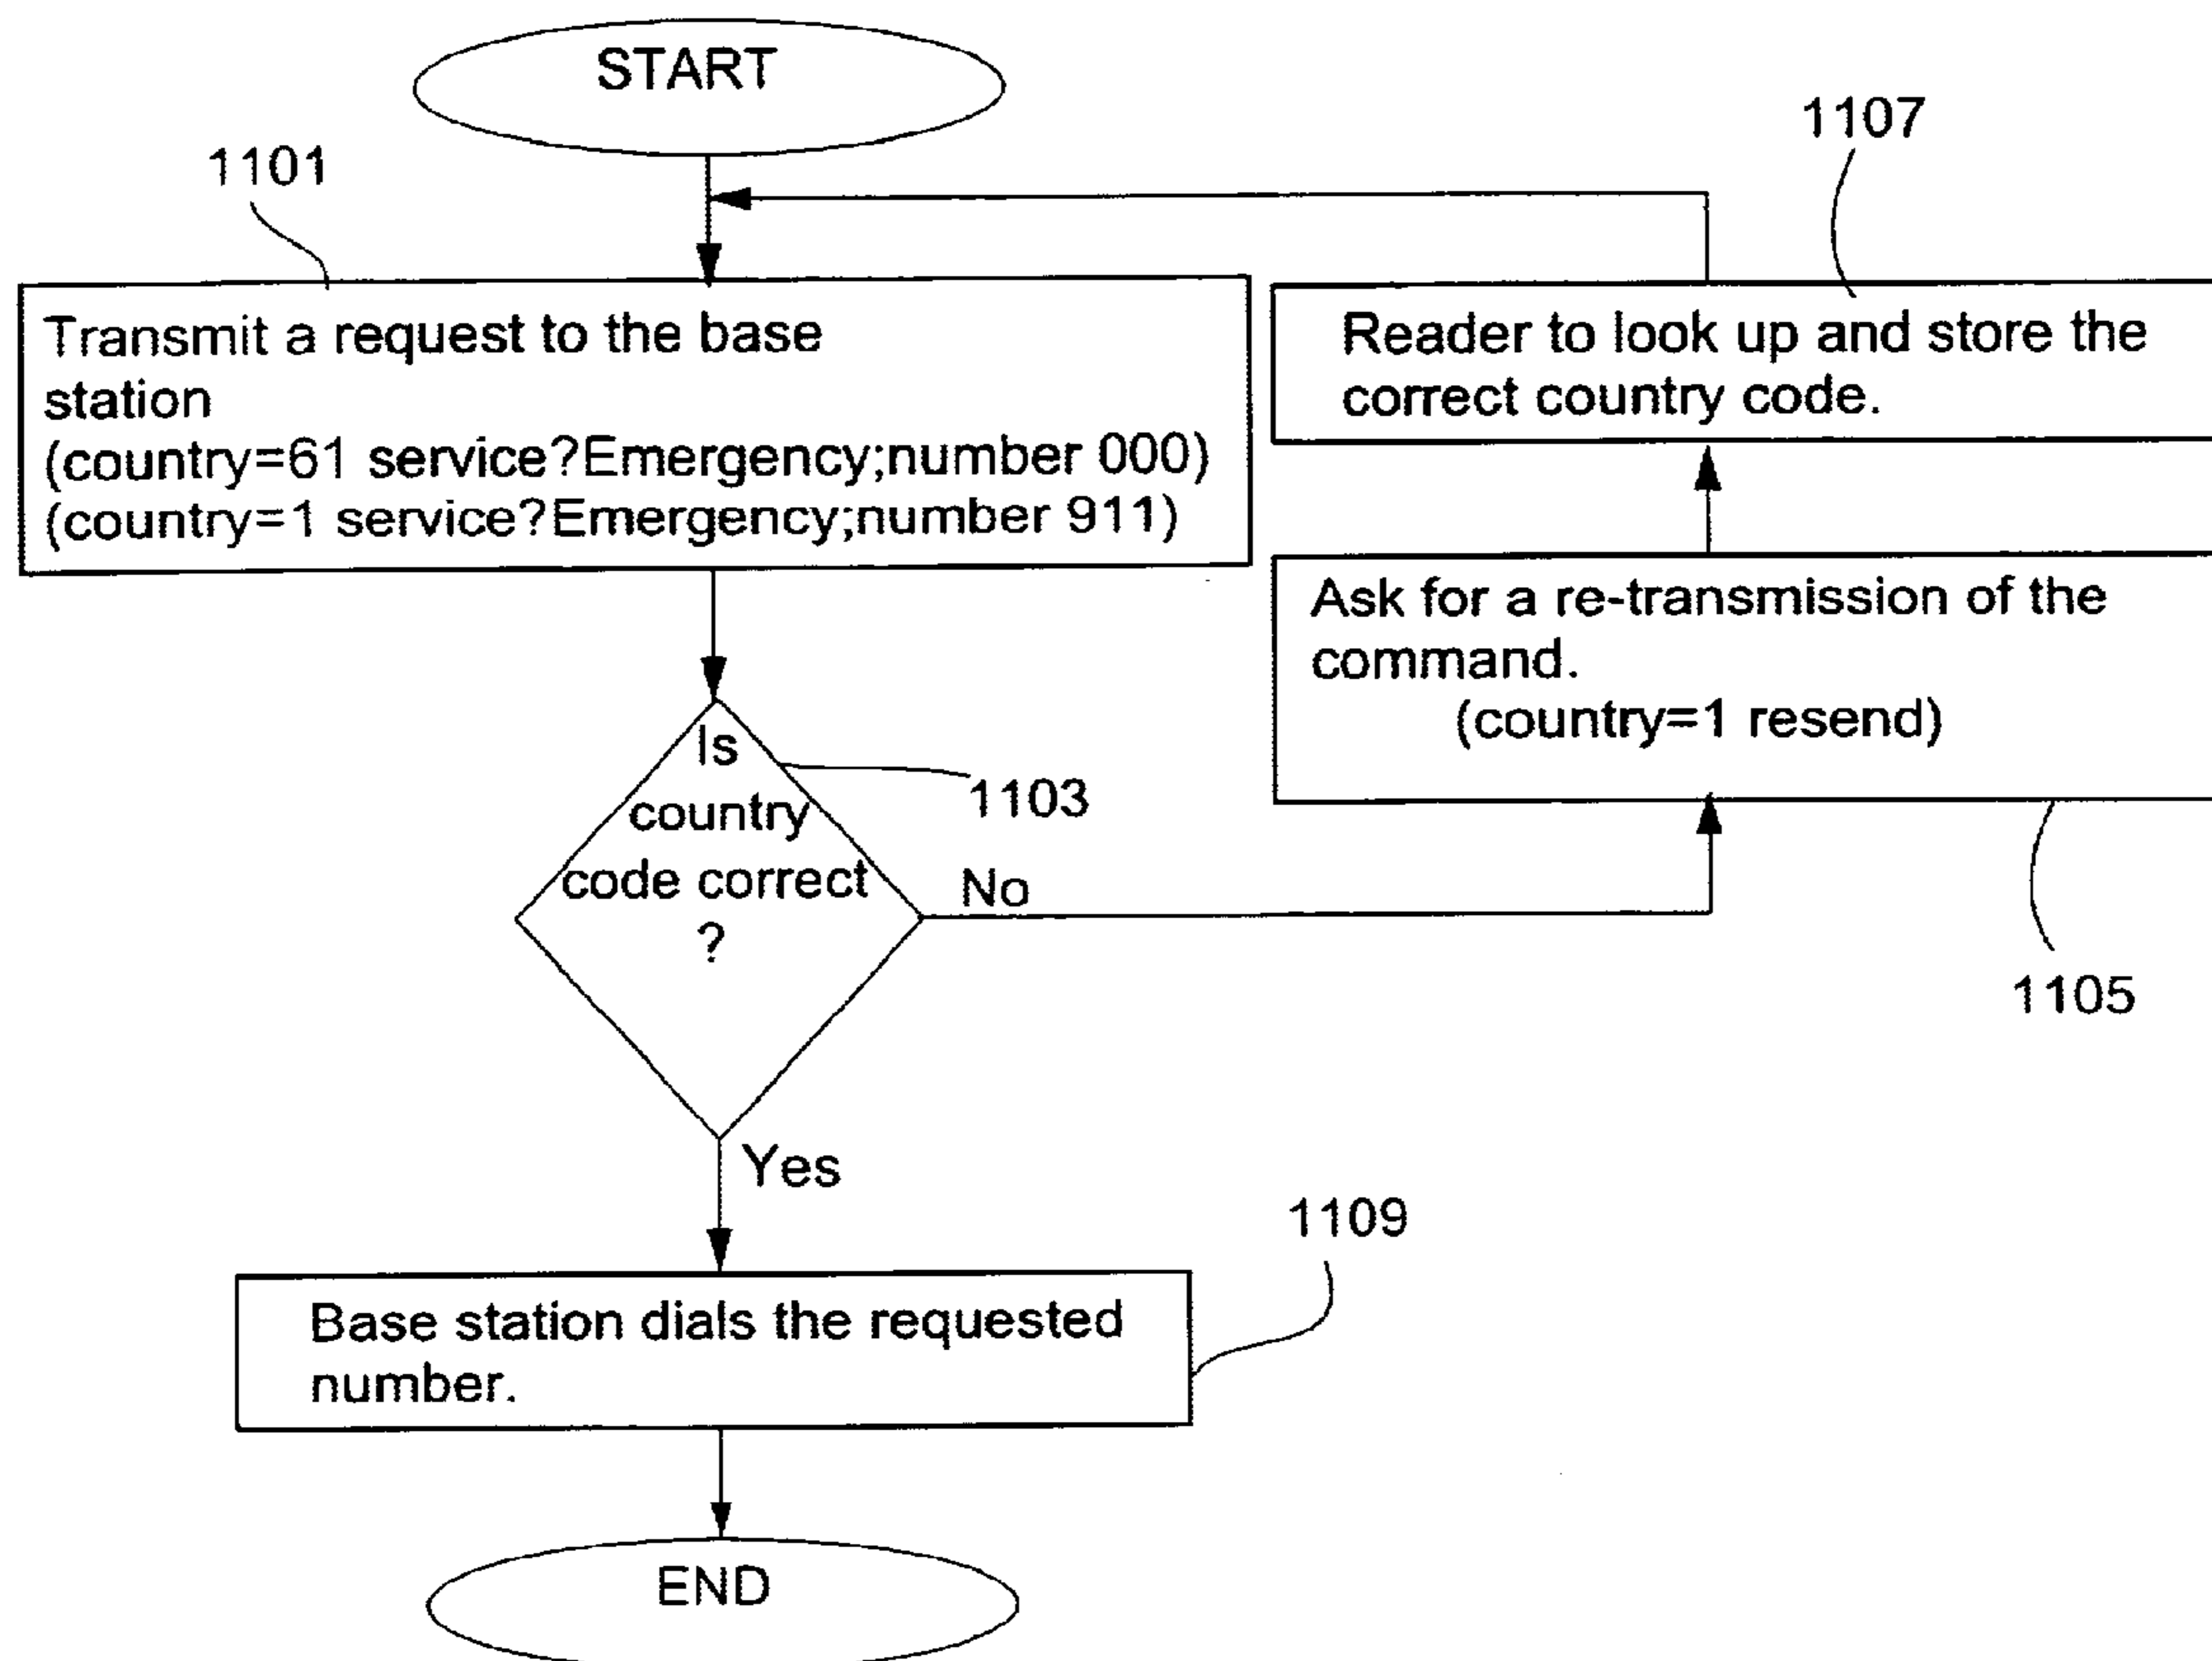 START
1101
1107
Transmit a request to the base
station
(country=61 service?Emergency;number 000)
(country=1 service?Emergency;number 911)
Reader to look up and store the
correct country code.
Ask for a re-transmission of the
command.
(country=1 resend)
1105
Is
country
code correct
?
1103
No
Yes
1109
Base station dials the requested
number.
END